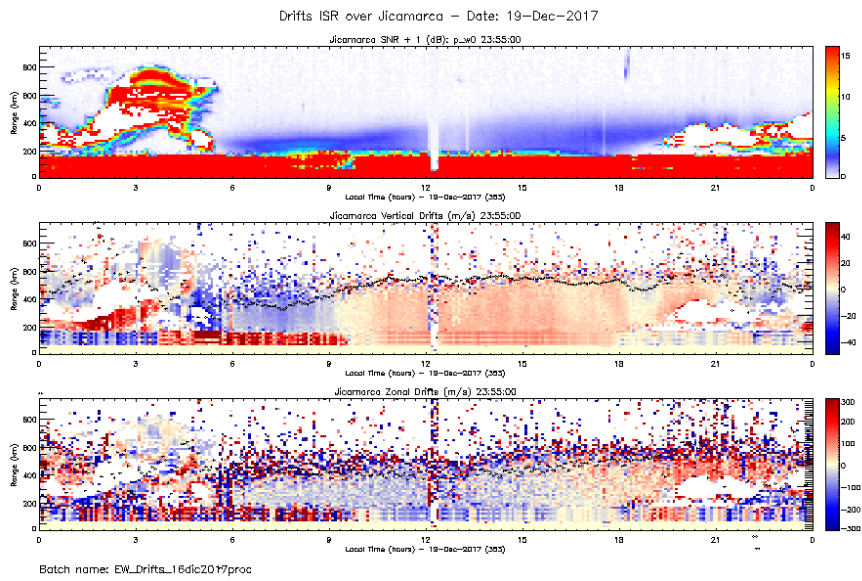 Drifts ISR over Jicamarca - Date: 19-Dec-2017
Jicamarca SNR + 1 (dB): p_w0 23:55:00
Range (km)
800
600
400
200
0
0 3 6 9 12 15 18 21 0
Local Time (hours) - 19-Dec-2017 (353)
15
10
5
0
Jicamarca Vertical Drifts (m/s) 23:55:00
Range (km)
800
600
400
200
0
0 3 6 9 12 15 18 21 0
Local Time (hours) - 19-Dec-2017 (353)
40
20
0
-20
-40
Jicamarca Zonal Drifts (m/s) 23:55:00
Range (km)
800
600
400
200
0
0 3 6 9 12 15 18 21 0
Local Time (hours) - 19-Dec-2017 (353)
300
200
100
0
-100
-200
-300
Batch name: EW_Drifts_16dic2017proc